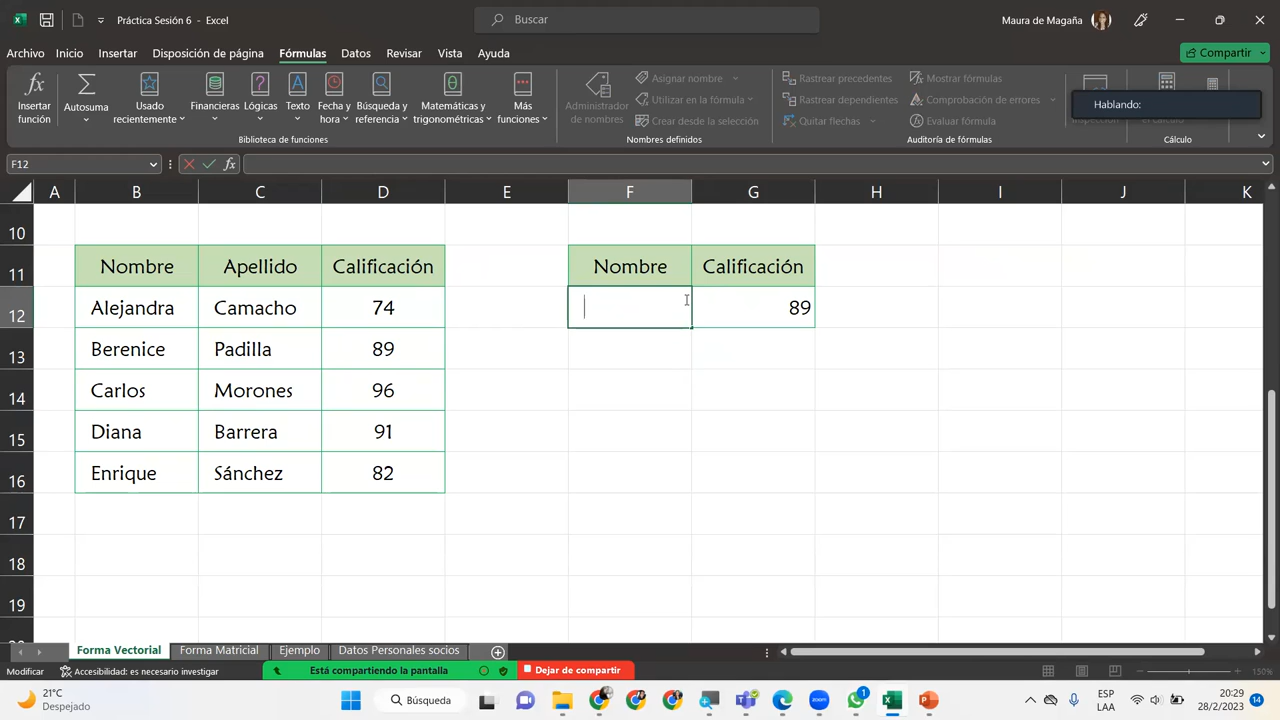 Práctica Sesión 6 - Excel
Buscar
Maura de Magaña
Archivo Inicio Insertar Disposición de página Fórmulas Datos Revisar Vista Ayuda
Compartir
Insertar función
Autosuma
Usado recientemente
Financieras
Lógicas
Texto
Fecha y hora
Búsqueda y referencia
Matemáticas y trigonométricas
Más funciones
Biblioteca de funciones
Administrador de nombres
Asignar nombre
Utilizar en la fórmula
Crear desde la selección
Nombres definidos
Rastrear precedentes
Rastrear dependientes
Quitar flechas
Mostrar fórmulas
Comprobación de errores
Evaluar fórmula
Auditoría de fórmulas
Hablando:
Cálculo
F12
fx
A B C D E F G H I J K
10
11 Nombre Apellido Calificación Nombre Calificación
12 Alejandra Camacho 74 89
13 Berenice Padilla 89
14 Carlos Morones 96
15 Diana Barrera 91
16 Enrique Sánchez 82
17
18
19
Forma Vectorial Forma Matricial Ejemplo Datos Personales socios
Modificar Accesibilidad: es necesario investigar Está compartiendo la pantalla Dejar de compartir 150%
21°C
Despejado
Búsqueda
1
ESP
LAA
20:29
28/2/2023
14